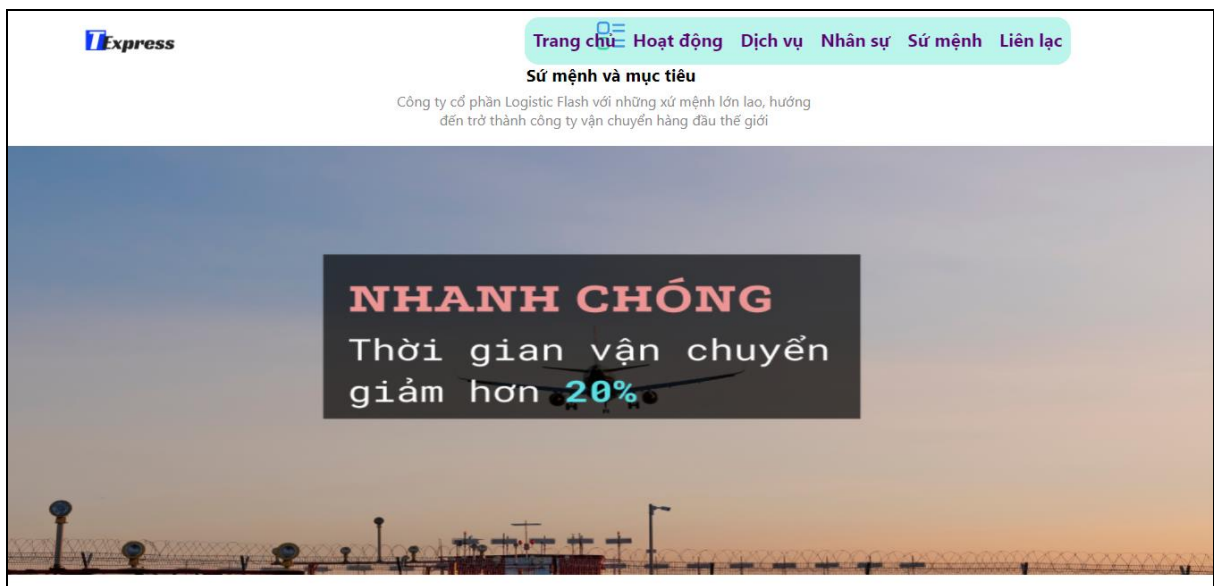 TExpress
Trang chủ Hoạt động Dịch vụ Nhân sự Sứ mệnh Liên lạc
Sứ mệnh và mục tiêu
Công ty cổ phần Logistic Flash với những xứ mệnh lớn lao, hướng
đến trở thành công ty vận chuyển hàng đầu thế giới
NHANH CHÓNG
Thời gian vận chuyển
giảm hơn 20%